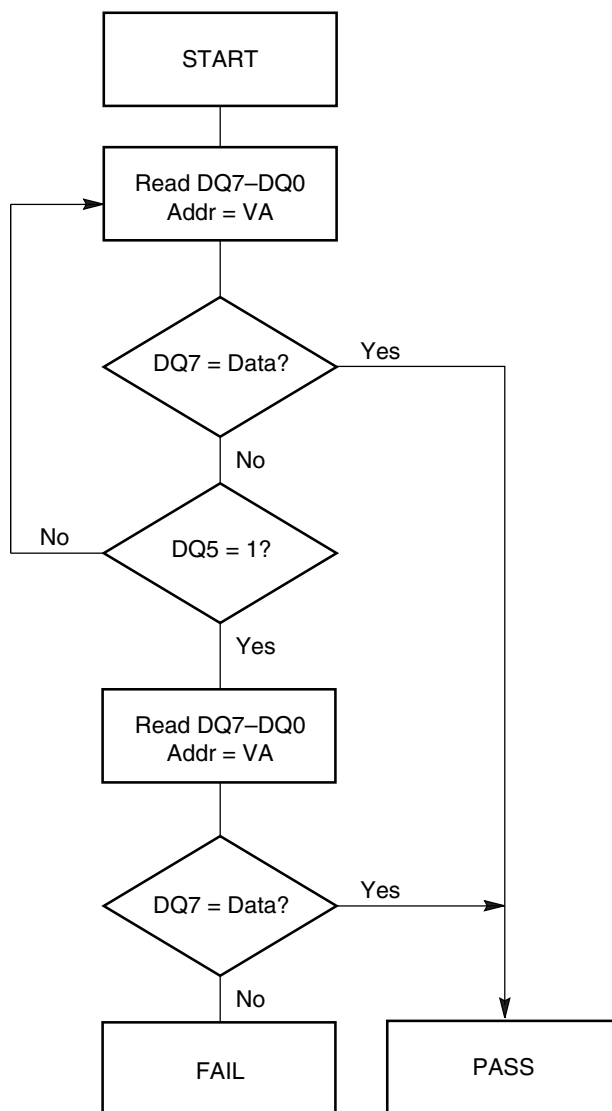 START
Read DQ7–DQ0
Addr = VA
DQ7 = Data?
Yes
No
No
DQ5 = 1?
Yes
Read DQ7–DQ0
Addr = VA
DQ7 = Data?
Yes
No
FAIL
PASS